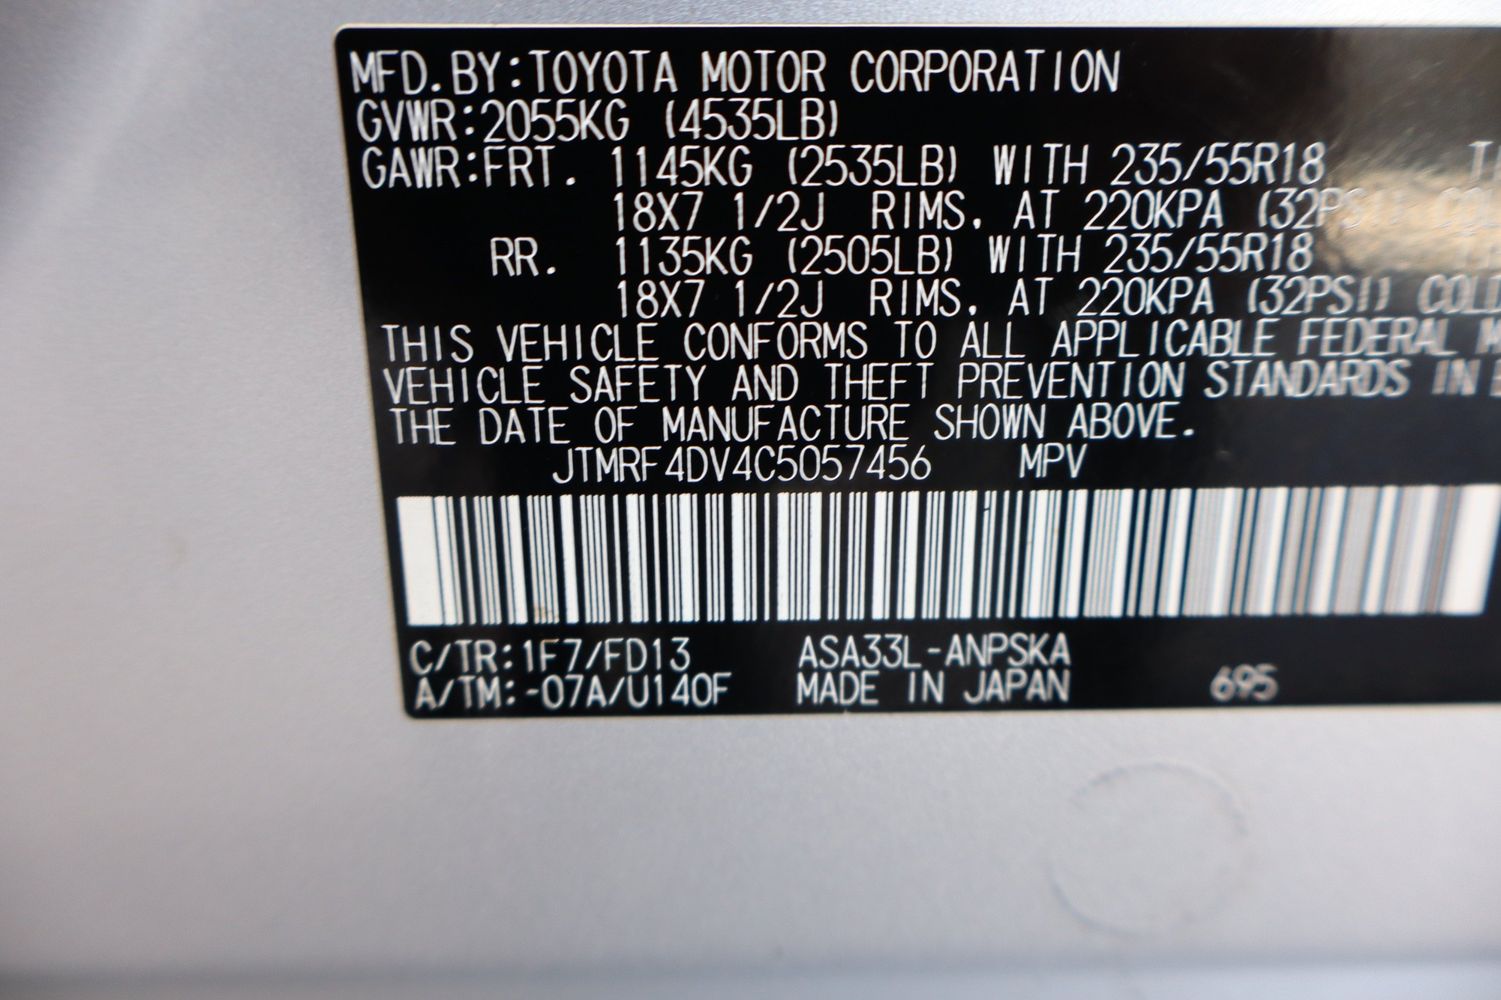 MFD.BY:TOYOTA MOTOR CORPORATION
GVWR:2055KG (4535LB)
GAWR:FRT. 1145KG (2535LB) WITH 235/55R18
18X7 1/2J RIMS, AT 220KPA (32PSI)
RR. 1135KG (2505LB) WITH 235/55R18
18X7 1/2J RIMS, AT 220KPA (32PSI) COLD
THIS VEHICLE CONFORMS TO ALL APPLICABLE FEDERAL
VEHICLE SAFETY AND THEFT PREVENTION STANDARDS IN
THE DATE OF MANUFACTURE SHOWN ABOVE.
JTMRF4DV4C5057456 MPV
C/TR:1F7/FD13 ASA33L-ANPSKA
A/TM:-07A/U140F MADE IN JAPAN 695